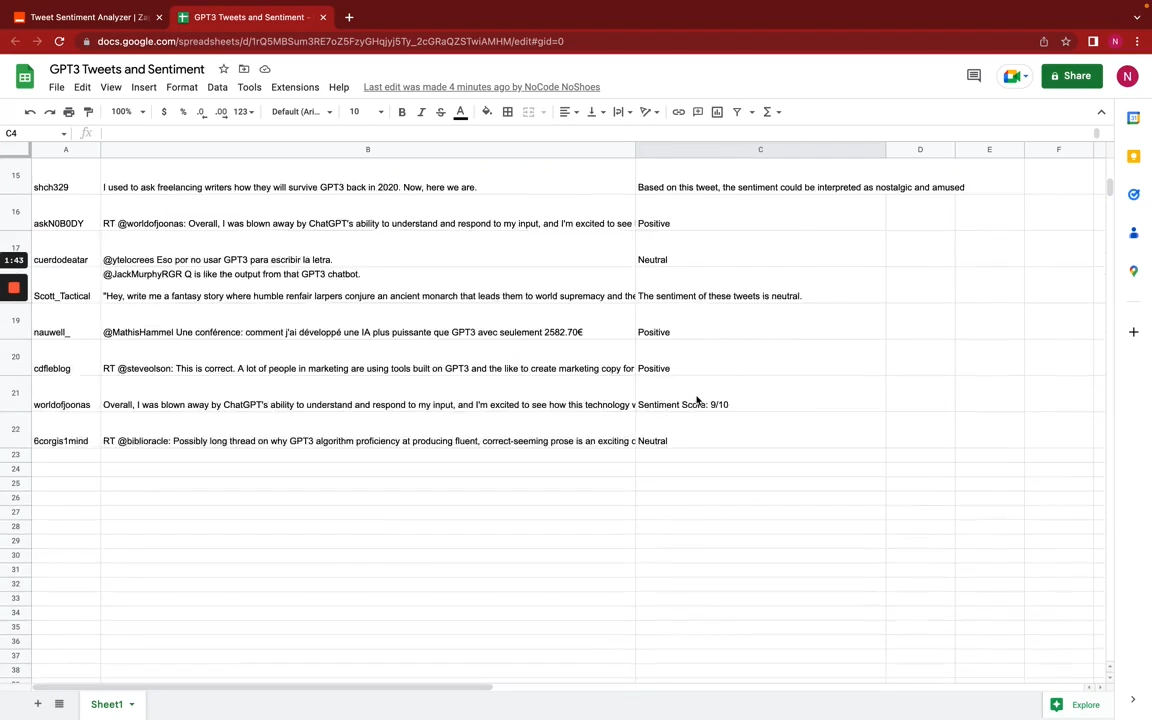 Tweet Sentiment Analyzer | Za
GPT3 Tweets and Sentiment -
docs.google.com/spreadsheets/d/1rQ5MBSum3RE7oZ5FzyGHqjyj5Ty_2cGRaQZSTwiAMHM/edit#gid=0
N
GPT3 Tweets and Sentiment
File Edit View Insert Format Data Tools Extensions Help Last edit was made 4 minutes ago by NoCode NoShoes
Share
N
100% $ % .0 .00 123 Default (Ari... 10 B I S A Σ
C4 fx
A B C D E F
15 shch329 I used to ask freelancing writers how they will survive GPT3 back in 2020. Now, here we are. Based on this tweet, the sentiment could be interpreted as nostalgic and amused
16 askN0B0DY RT @worldofjoonas: Overall, I was blown away by ChatGPT's ability to understand and respond to my input, and I'm excited to see Positive
17 cuerdodeatar @ytelocrees Eso por no usar GPT3 para escribir la letra. Neutral
1:43
@JackMurphyRGR Q is like the output from that GPT3 chatbot.
Scott_Tactical "Hey, write me a fantasy story where humble renfair larpers conjure an ancient monarch that leads them to world supremacy and the The sentiment of these tweets is neutral.
19 nauwell_ @MathisHammel Une conférence: comment j'ai développé une IA plus puissante que GPT3 avec seulement 2582.70€ Positive
20 cdfleblog RT @steveolson: This is correct. A lot of people in marketing are using tools built on GPT3 and the like to create marketing copy for Positive
21 worldofjoonas Overall, I was blown away by ChatGPT's ability to understand and respond to my input, and I'm excited to see how this technology w Sentiment Score: 9/10
22 6corgis1mind RT @biblioracle: Possibly long thread on why GPT3 algorithm proficiency at producing fluent, correct-seeming prose is an exciting o Neutral
23
24
25
26
27
28
29
30
31
32
33
34
35
36
37
38
Sheet1
Explore